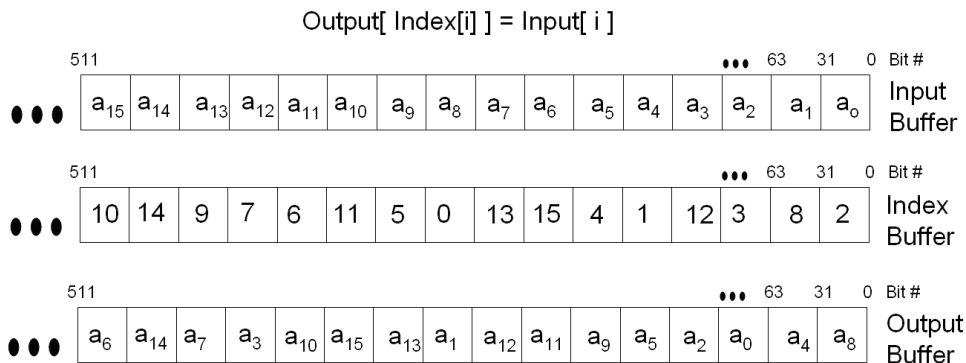 Output[ Index[i] ] = Input[ i ]
511 ••• 63 31 0 Bit #
••• a15 a14 a13 a12 a11 a10 a9 a8 a7 a6 a5 a4 a3 a2 a1 ao Input
Buffer
511 ••• 63 31 0 Bit #
••• 10 14 9 7 6 11 5 0 13 15 4 1 12 3 8 2 Index
Buffer
511 ••• 63 31 0 Bit #
••• a6 a14 a7 a3 a10 a15 a13 a1 a12 a11 a9 a5 a2 a0 a4 a8 Output
Buffer